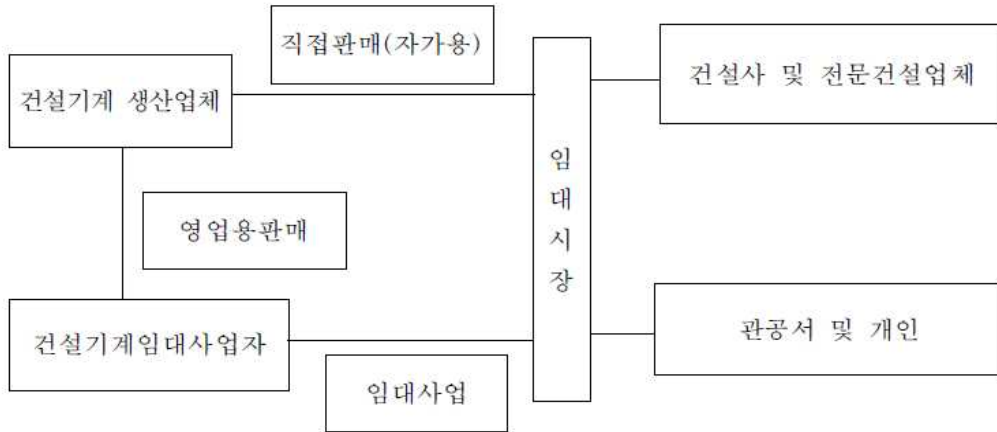 직접판매(자가용)
건설기계 생산업체
건설사 및 전문건설업체
임대시장
영업용판매
건설기계임대사업자
관공서 및 개인
임대사업